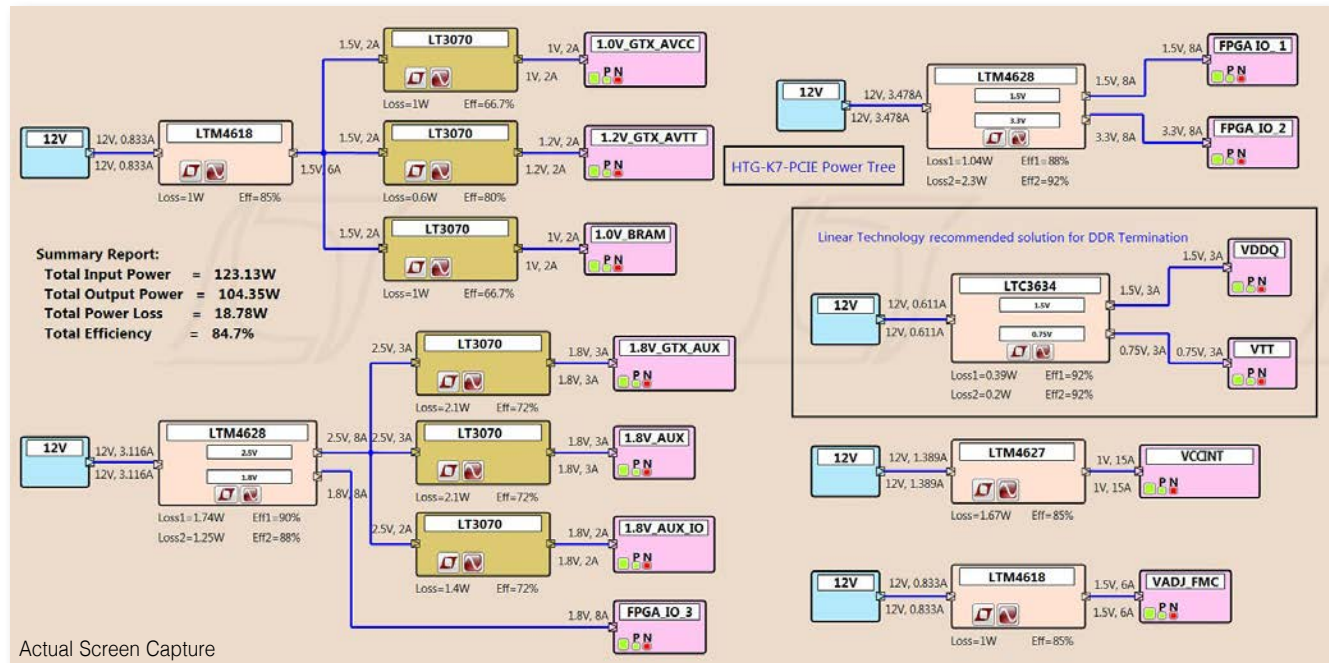 LT3070
1.5V, 2A
1V, 2A
1V, 2A
1.0V_GTX_AVCC
P N
Loss=1W Eff=66.7%
12V
12V, 0.833A
12V, 0.833A
LTM4618
Loss=1W Eff=85%
1.5V, 6A
1.5V, 2A
LT3070
1.2V, 2A
1.2V, 2A
1.2V_GTX_AVTT
P N
Loss=0.6W Eff=80%
1.5V, 2A
LT3070
1V, 2A
1V, 2A
1.0V_BRAM
P N
Loss=1W Eff=66.7%
Summary Report:
Total Input Power = 123.13W
Total Output Power = 104.35W
Total Power Loss = 18.78W
Total Efficiency = 84.7%
12V
12V, 3.116A
12V, 3.116A
LTM4628
2.5V
1.8V
Loss1=1.74W Eff1=90%
Loss2=1.25W Eff2=88%
2.5V, 8A
1.8V, 8A
2.5V, 3A
LT3070
1.8V, 3A
1.8V, 3A
1.8V_GTX_AUX
P N
Loss=2.1W Eff=72%
2.5V, 3A
LT3070
1.8V, 3A
1.8V, 3A
1.8V_AUX
P N
Loss=2.1W Eff=72%
2.5V, 2A
LT3070
1.8V, 2A
1.8V, 2A
1.8V_AUX_IO
P N
Loss=1.4W Eff=72%
1.8V, 8A
FPGA_IO_3
P N
Actual Screen Capture
12V
12V, 3.478A
12V, 3.478A
LTM4628
1.5V
3.3V
Loss1=1.04W Eff1=88%
Loss2=2.3W Eff2=92%
1.5V, 8A
1.5V, 8A
FPGA IO_1
P N
3.3V, 8A
3.3V, 8A
FPGA_IO_2
P N
HTG-K7-PCIE Power Tree
Linear Technology recommended solution for DDR Termination
12V
12V, 0.611A
12V, 0.611A
LTC3634
1.5V
0.75V
Loss1=0.39W Eff1=92%
Loss2=0.2W Eff2=92%
1.5V, 3A
1.5V, 3A
VDDQ
P N
0.75V, 3A
0.75V, 3A
VTT
P N
12V
12V, 1.389A
12V, 1.389A
LTM4627
Loss=1.67W Eff=85%
1V, 15A
1V, 15A
VCCINT
P N
12V
12V, 0.833A
12V, 0.833A
LTM4618
Loss=1W Eff=85%
1.5V, 6A
1.5V, 6A
VADJ_FMC
P N